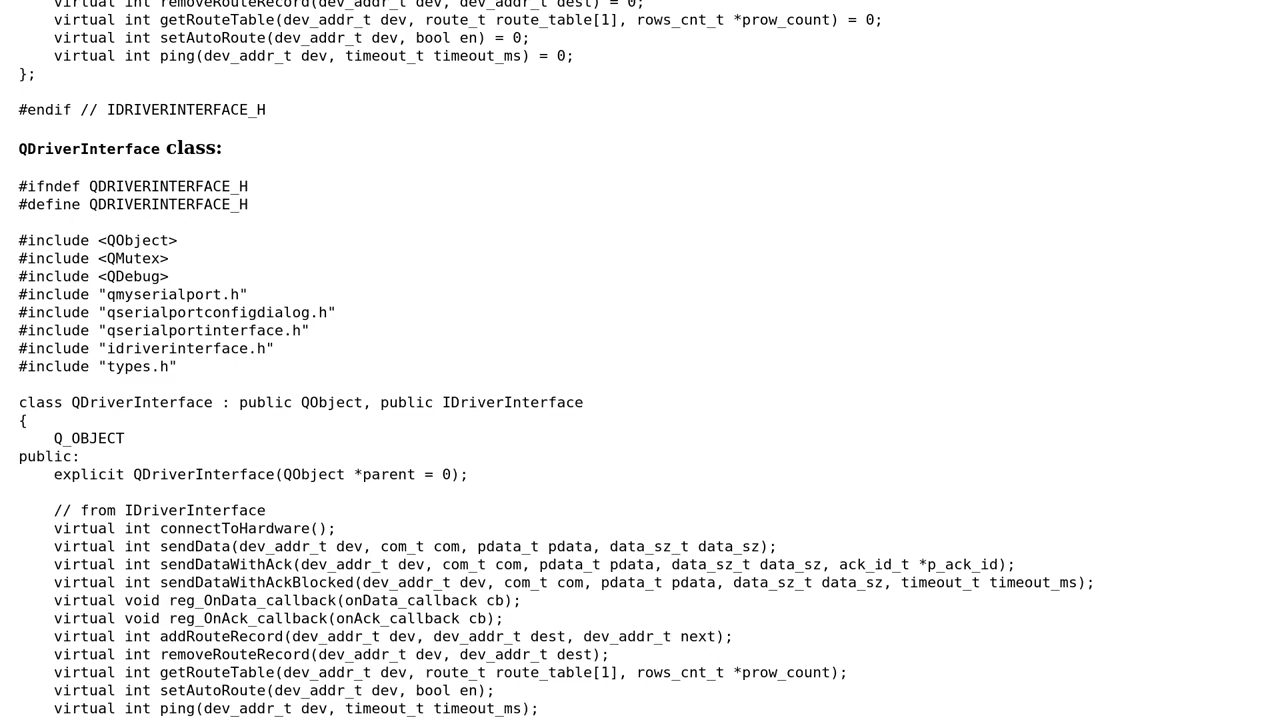 virtual int removeRouteRecord(dev_addr_t dev, dev_addr_t dest) = 0;
virtual int getRouteTable(dev_addr_t dev, route_t route_table[1], rows_cnt_t *prow_count) = 0;
virtual int setAutoRoute(dev_addr_t dev, bool en) = 0;
virtual int ping(dev_addr_t dev, timeout_t timeout_ms) = 0;
};
#endif // IDRIVERINTERFACE_H
QDriverInterface class:
#ifndef QDRIVERINTERFACE_H
#define QDRIVERINTERFACE_H
#include <QObject>
#include <QMutex>
#include <QDebug>
#include "qmyserialport.h"
#include "qserialportconfigdialog.h"
#include "qserialportinterface.h"
#include "idriverinterface.h"
#include "types.h"
class QDriverInterface : public QObject, public IDriverInterface
{
Q_OBJECT
public:
explicit QDriverInterface(QObject *parent = 0);
// from IDriverInterface
virtual int connectToHardware();
virtual int sendData(dev_addr_t dev, com_t com, pdata_t pdata, data_sz_t data_sz);
virtual int sendDataWithAck(dev_addr_t dev, com_t com, pdata_t pdata, data_sz_t data_sz, ack_id_t *p_ack_id);
virtual int sendDataWithAckBlocked(dev_addr_t dev, com_t com, pdata_t pdata, data_sz_t data_sz, timeout_t timeout_ms);
virtual void reg_OnData_callback(onData_callback cb);
virtual void reg_OnAck_callback(onAck_callback cb);
virtual int addRouteRecord(dev_addr_t dev, dev_addr_t dest, dev_addr_t next);
virtual int removeRouteRecord(dev_addr_t dev, dev_addr_t dest);
virtual int getRouteTable(dev_addr_t dev, route_t route_table[1], rows_cnt_t *prow_count);
virtual int setAutoRoute(dev_addr_t dev, bool en);
virtual int ping(dev_addr_t dev, timeout_t timeout_ms);